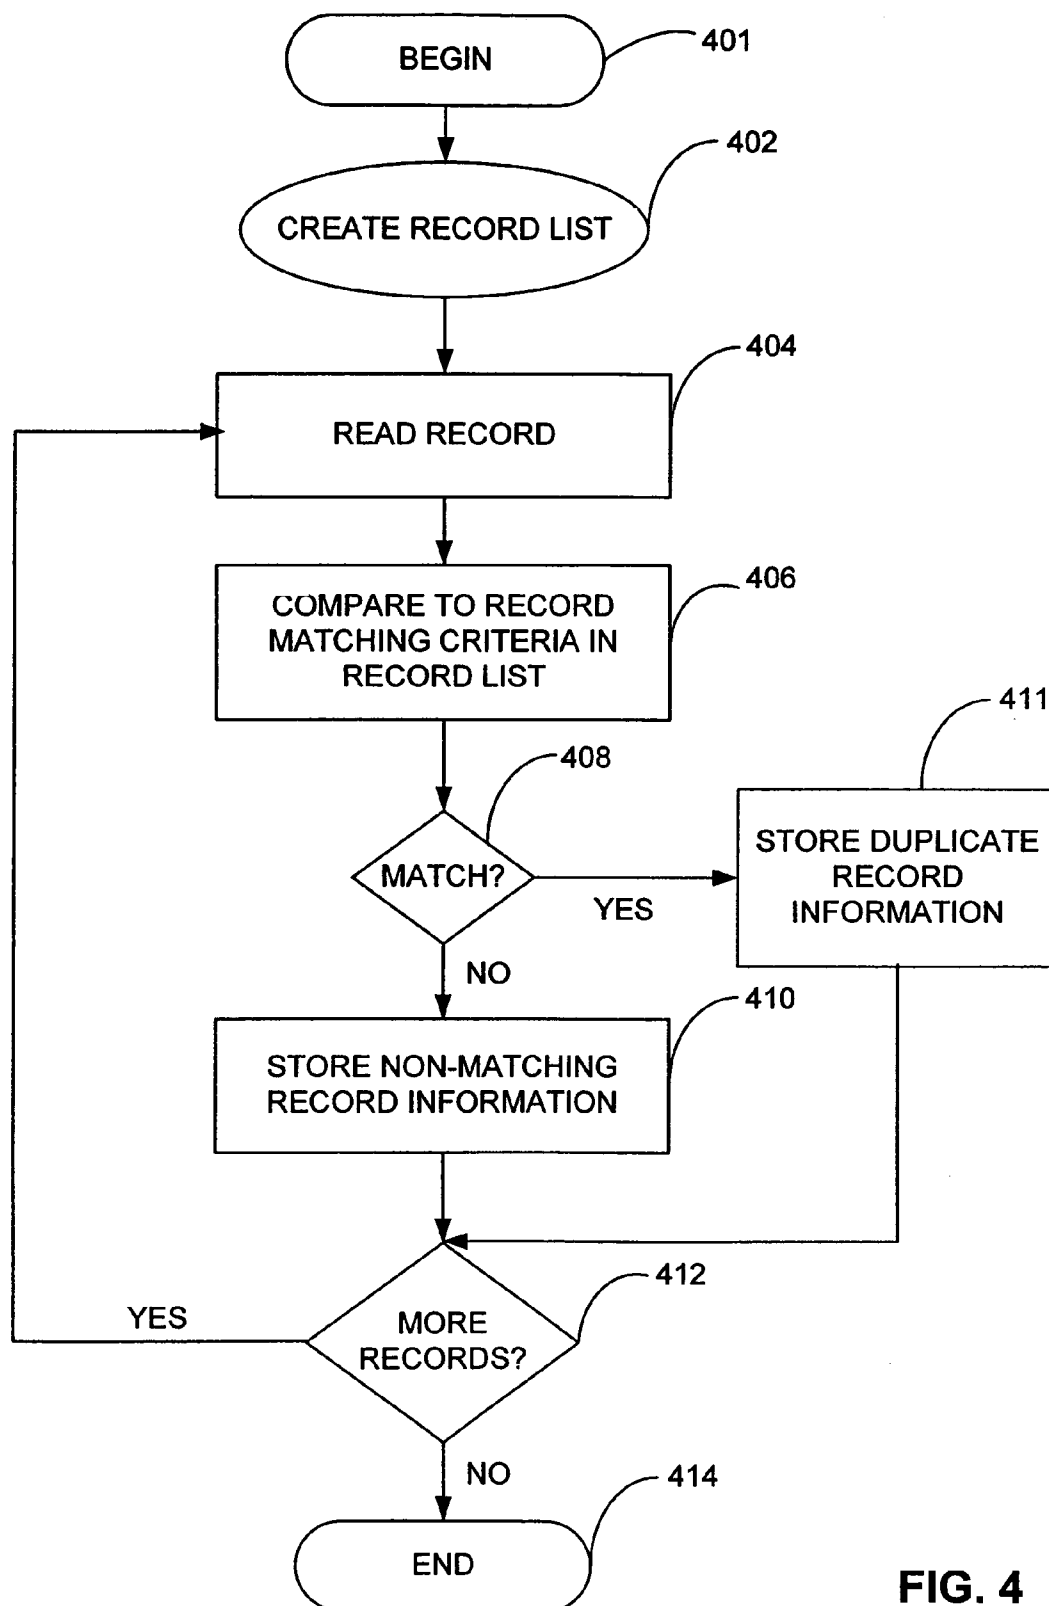 BEGIN
401
402
CREATE RECORD LIST
404
READ RECORD
406
COMPARE TO RECORD
MATCHING CRITERIA IN
RECORD LIST
411
408
STORE DUPLICATE
RECORD
INFORMATION
MATCH?
YES
NO
410
STORE NON-MATCHING
RECORD INFORMATION
412
YES
MORE
RECORDS?
NO
414
END
FIG. 4